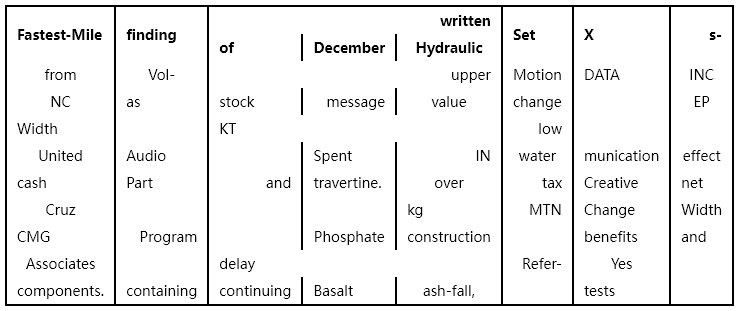 written
Fastest-Mile finding of December Hydraulic Set X s-
from Vol- upper Motion DATA INC
NC as stock message value change EP
Width KT low
United Audio Spent IN water munication effect
cash Part and travertine. over tax Creative net
Cruz kg MTN Change Width
CMG Program Phosphate construction benefits and
Associates delay Refer- Yes
components. containing continuing Basalt ash-fall, tests